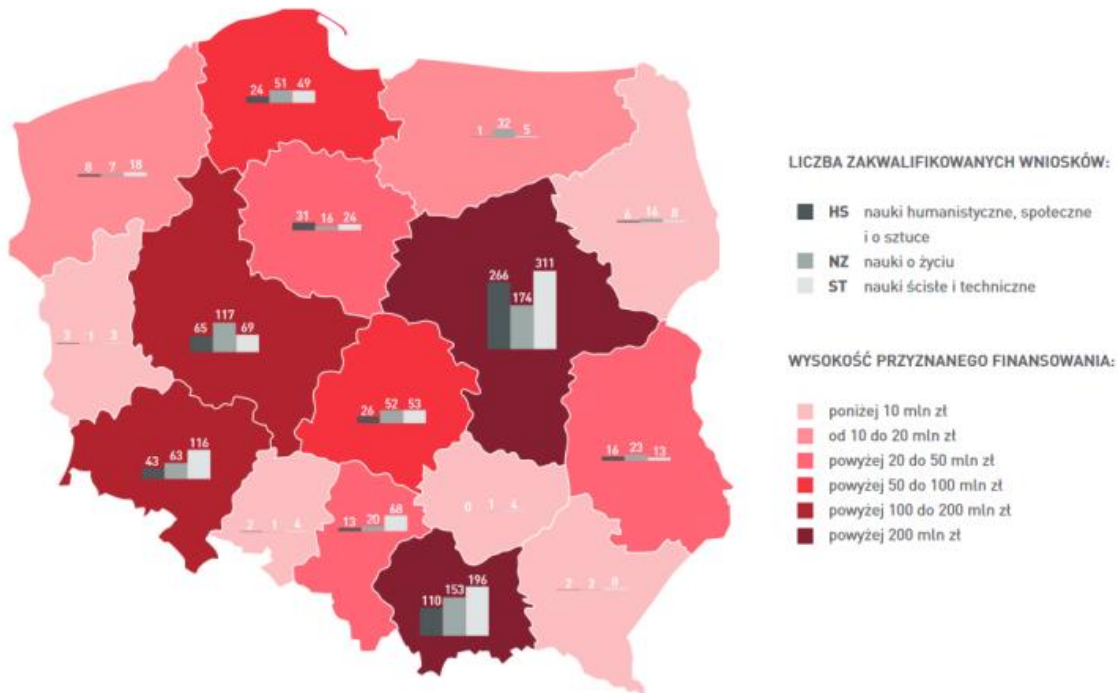 24 51 49
1 32 5
8 7 18
31 16 24
6 16 8
266 174 311
65 117 69
3 1 3
26 52 53
43 63 116
16 23 13
2 1 4
13 20 68
0 1 4
110 153 196
LICZBA ZAKWALIFIKOWANYCH WNIOSKÓW:
HS nauki humanistyczne, społeczne
i o sztuce
NZ nauki o życiu
ST nauki ścisłe i techniczne
WYSOKOŚĆ PRZYZNANEGO FINANSOWANIA:
poniżej 10 mln zł
od 10 do 20 mln zł
powyżej 20 do 50 mln zł
powyżej 50 do 100 mln zł
powyżej 100 do 200 mln zł
powyżej 200 mln zł